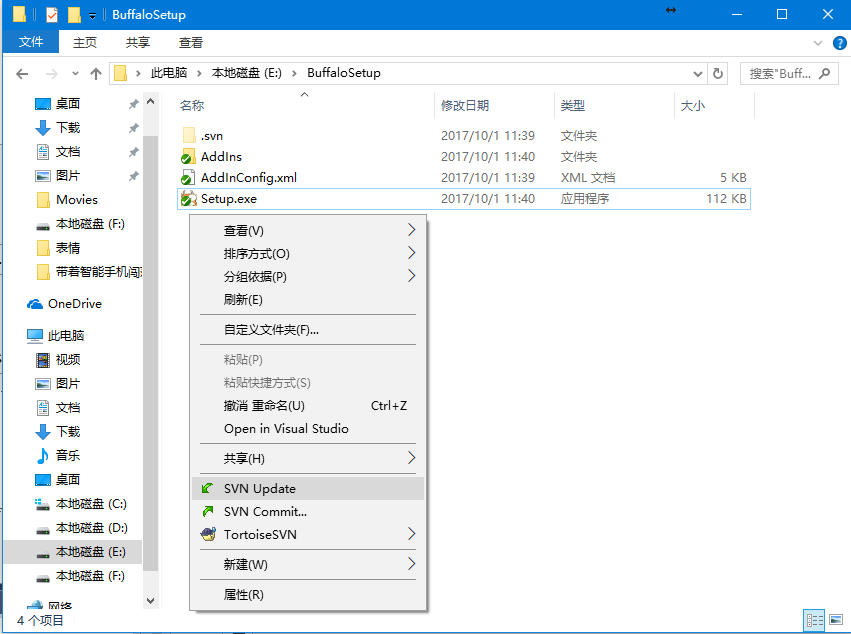 BuffaloSetup
文件 主页 共享 查看
此电脑 本地磁盘 (E:) BuffaloSetup 搜索"Buff...
名称 修改日期 类型 大小
.svn 2017/10/1 11:39 文件夹
AddIns 2017/10/1 11:40 文件夹
AddInConfig.xml 2017/10/1 11:39 XML 文档 5 KB
Setup.exe 2017/10/1 11:40 应用程序 112 KB
桌面
下载
文档
图片
Movies
本地磁盘 (F:)
表情
带着智能手机闯
OneDrive
此电脑
视频
图片
文档
下载
音乐
桌面
本地磁盘 (C:)
本地磁盘 (D:)
本地磁盘 (E:)
本地磁盘 (F:)
网络
查看(V)
排序方式(O)
分组依据(P)
刷新(E)
自定义文件夹(F)...
粘贴(P)
粘贴快捷方式(S)
撤消 重命名(U) Ctrl+Z
Open in Visual Studio
共享(H)
SVN Update
SVN Commit...
TortoiseSVN
新建(W)
属性(R)
4 个项目